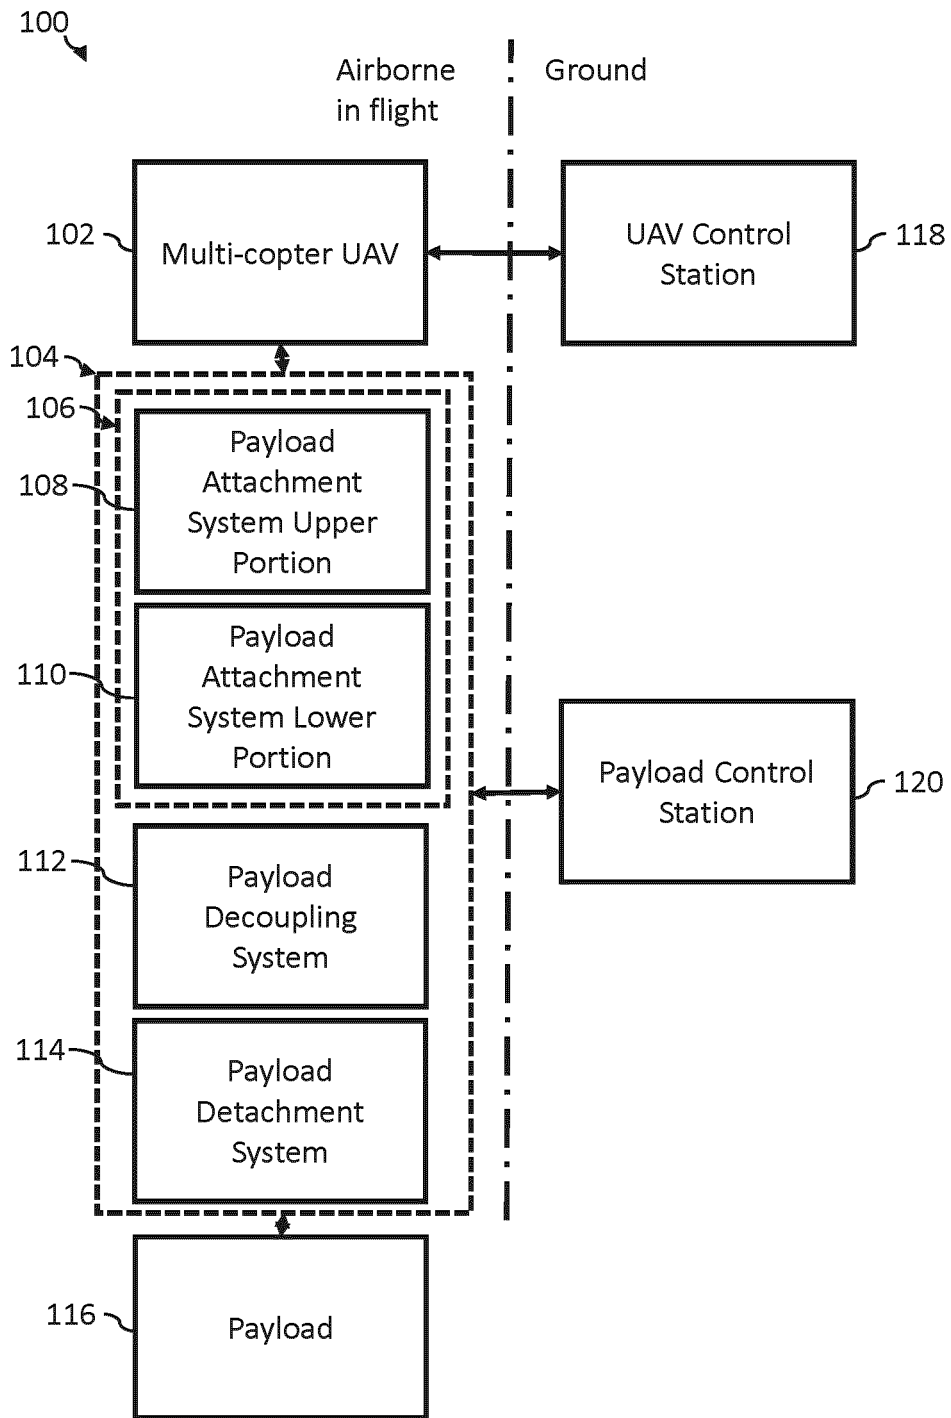 100
Airborne
in flight
Ground
102
Multi-copter UAV
UAV Control
Station
118
104
106
108
Payload
Attachment
System Upper
Portion
110
Payload
Attachment
System Lower
Portion
Payload Control
Station
120
112
Payload
Decoupling
System
114
Payload
Detachment
System
116
Payload